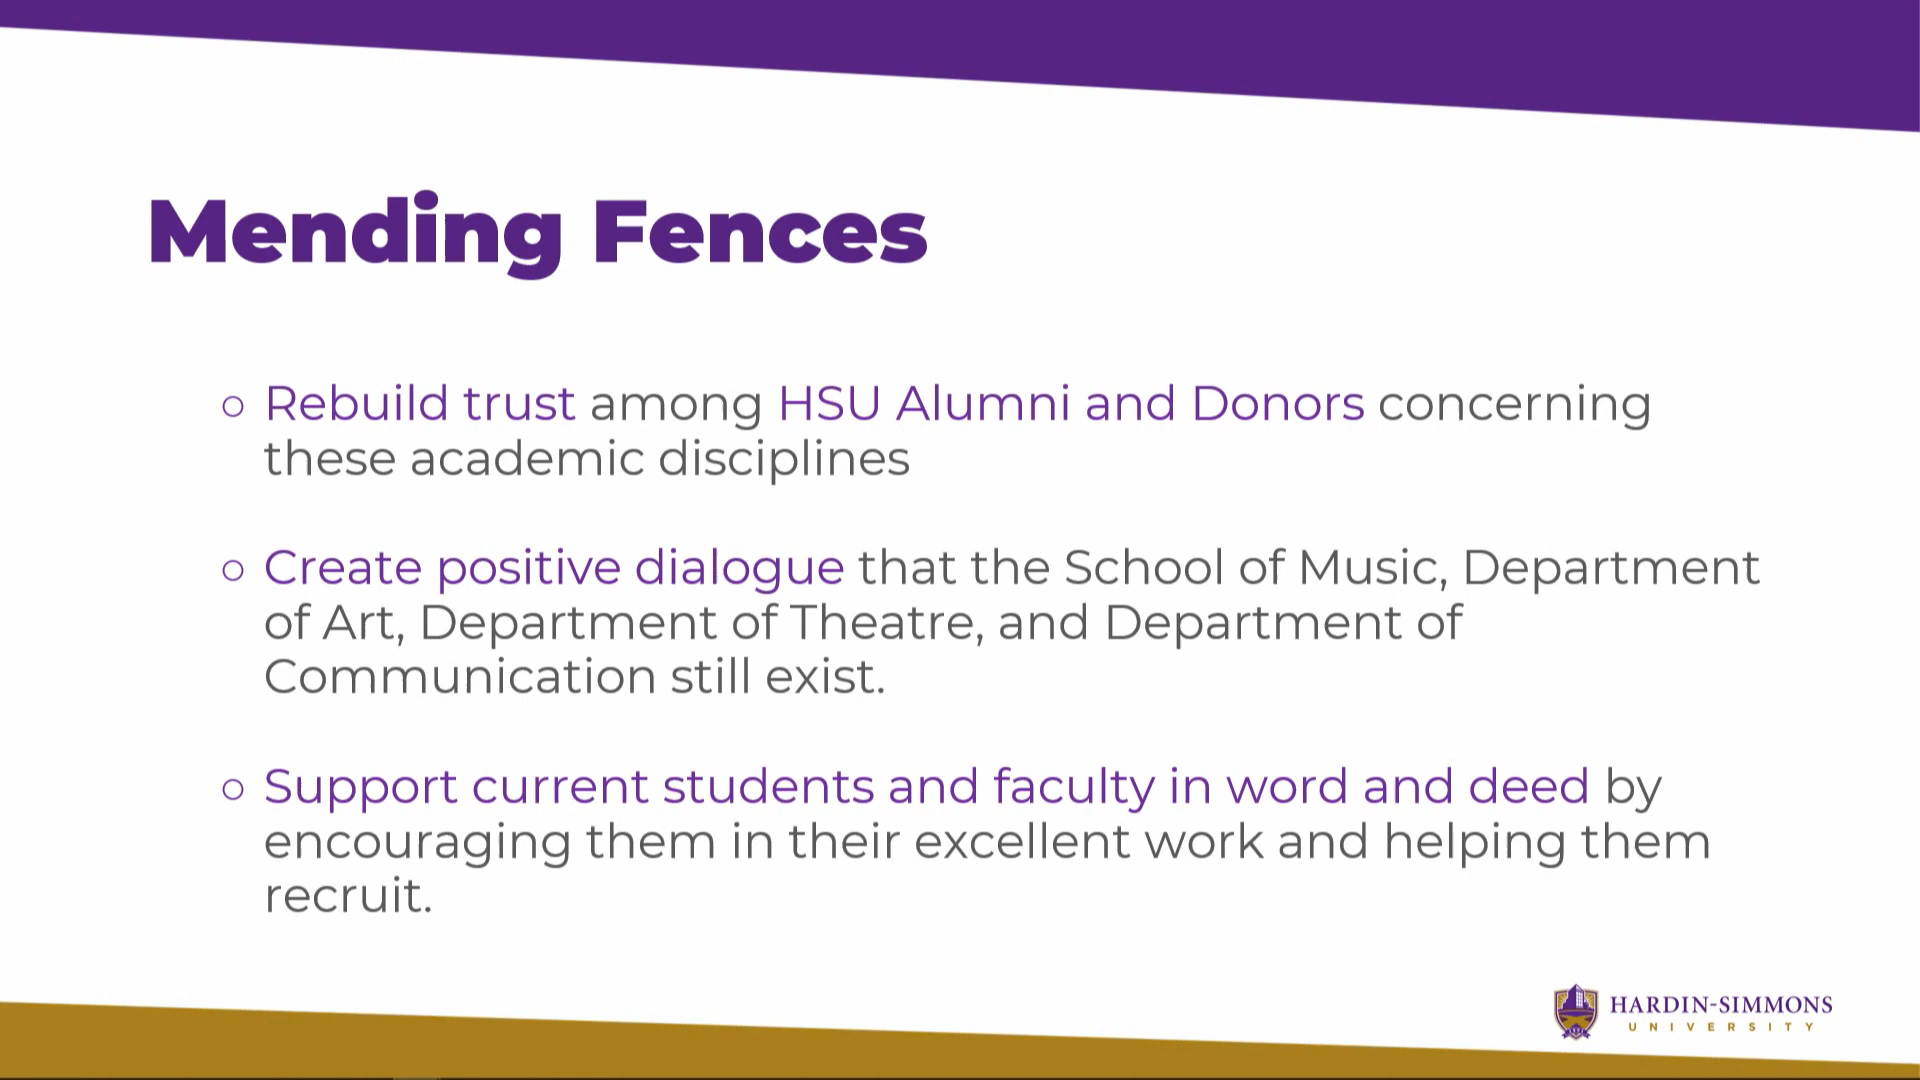 Mending Fences
○ Rebuild trust among HSU Alumni and Donors concerning
these academic disciplines
○ Create positive dialogue that the School of Music, Department
of Art, Department of Theatre, and Department of
Communication still exist.
○ Support current students and faculty in word and deed by
encouraging them in their excellent work and helping them
recruit.
HARDIN-SIMMONS
UNIVERSITY